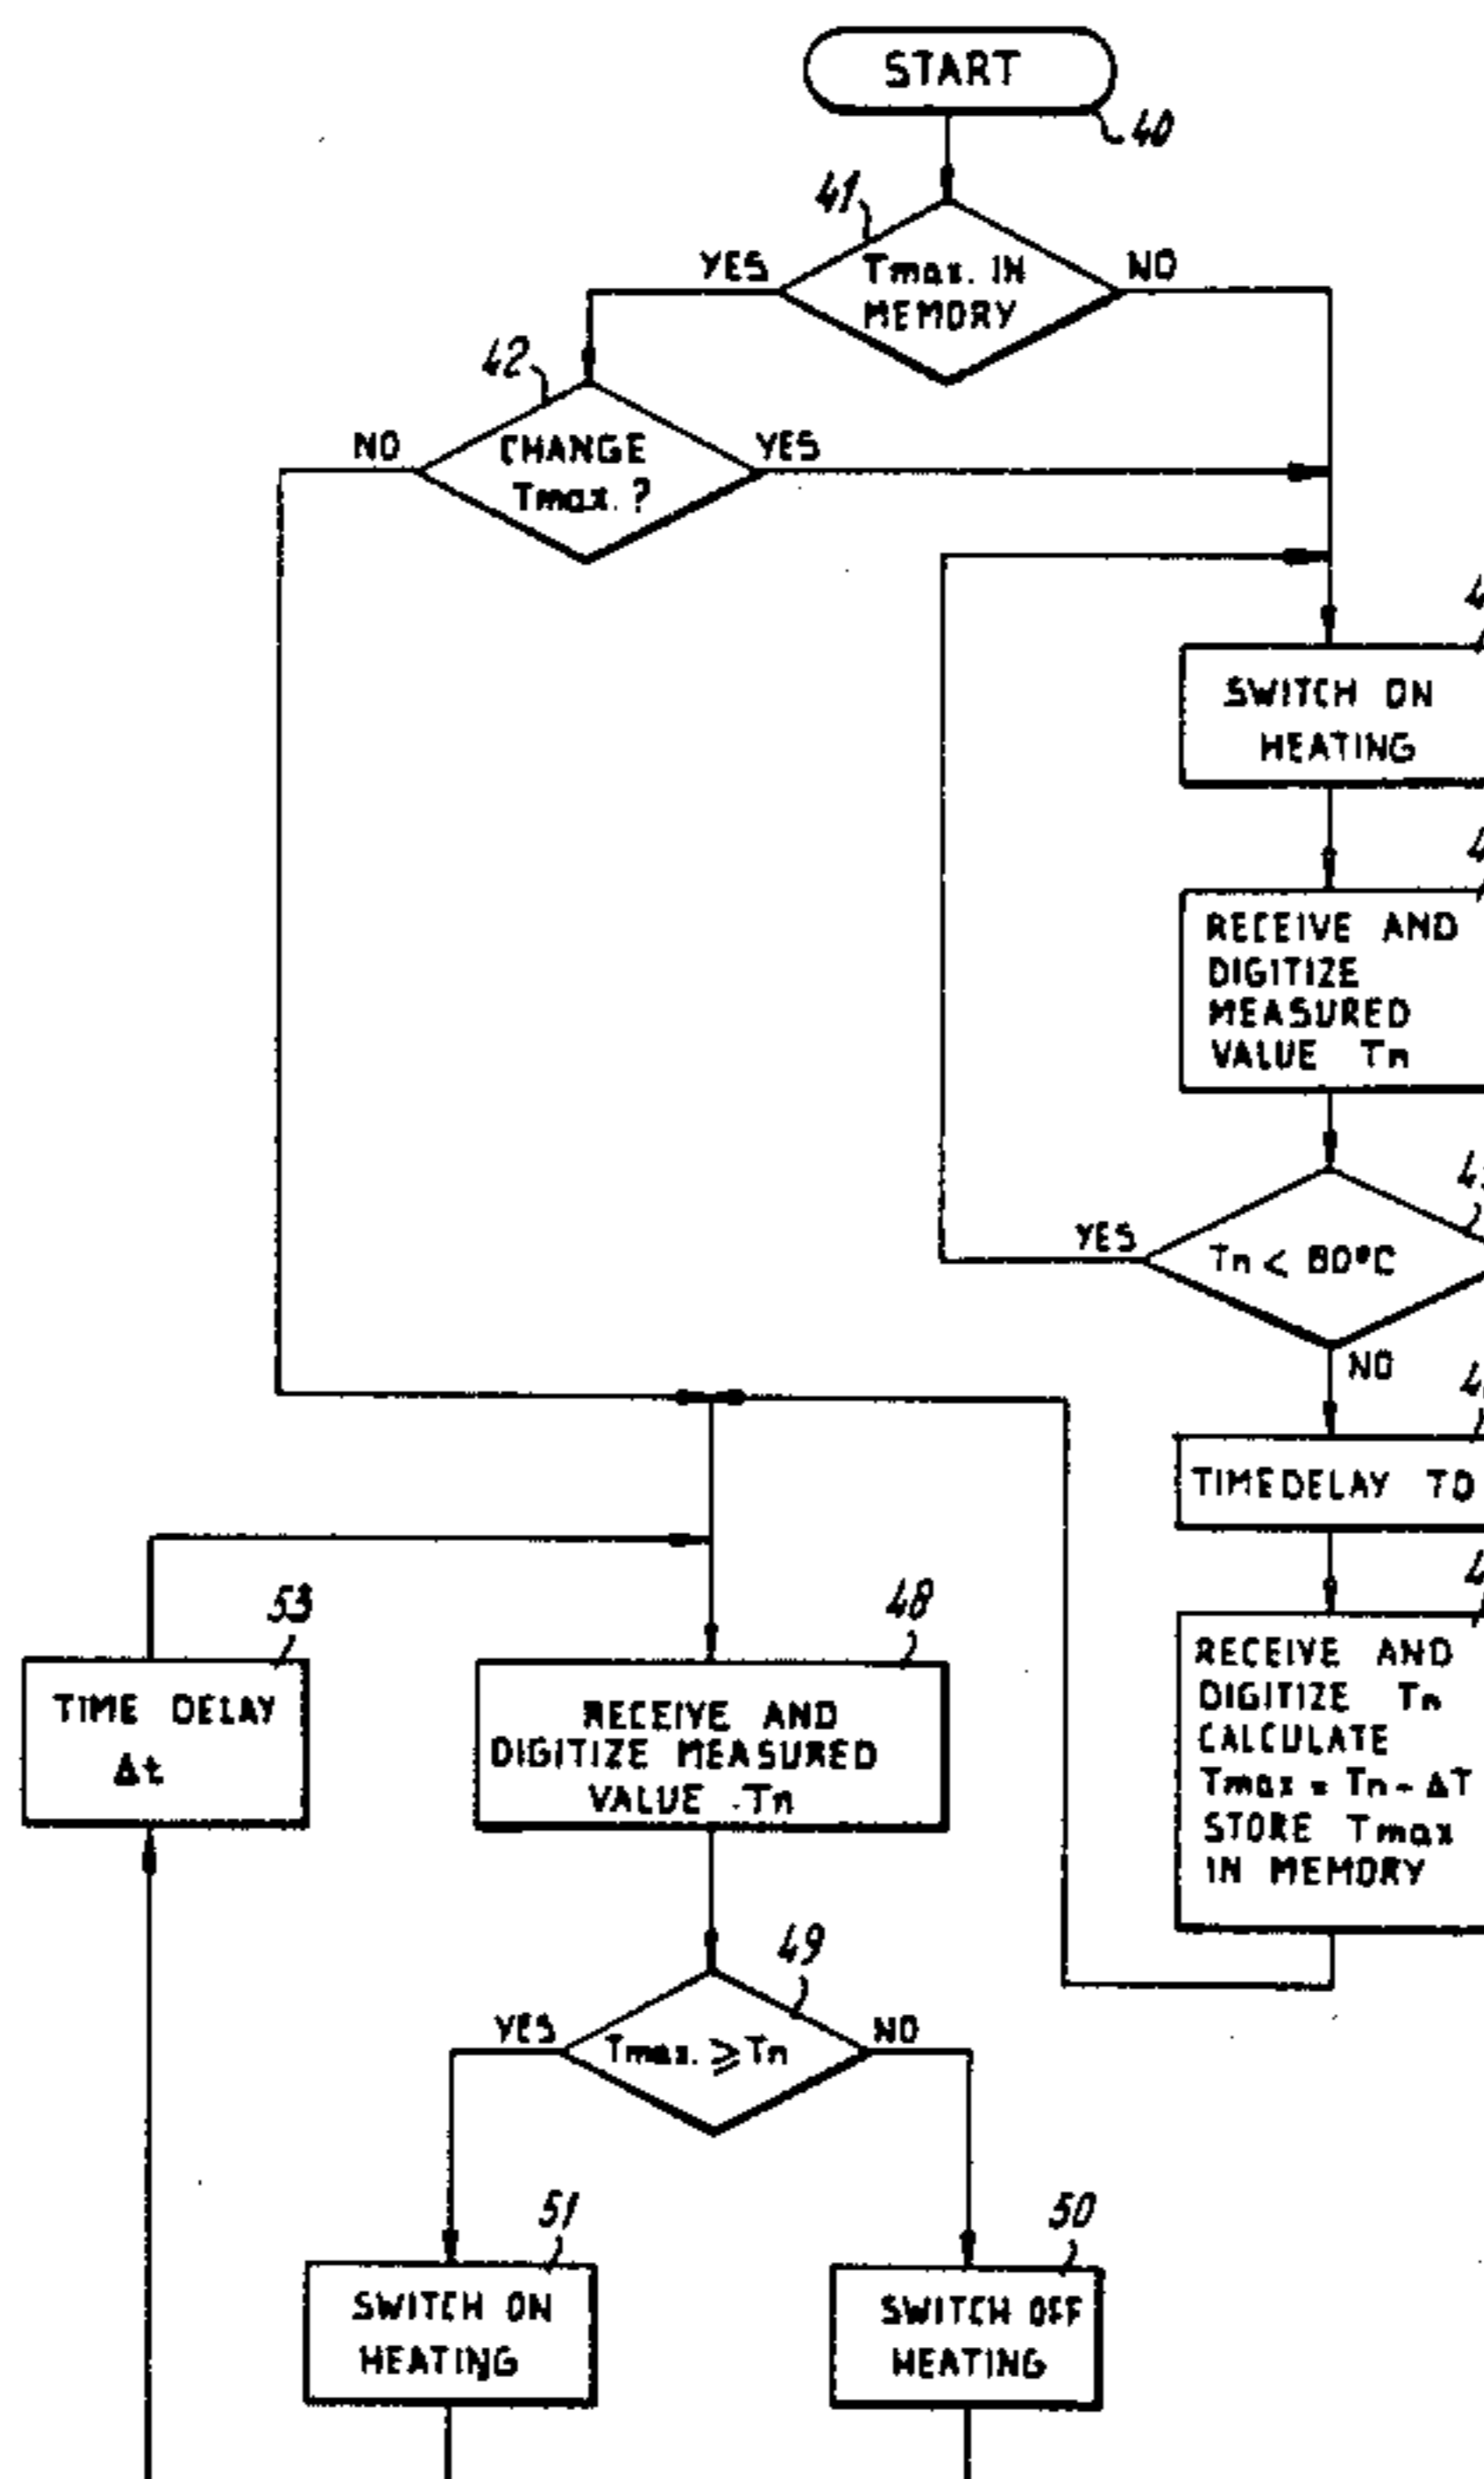 START
40
41
YES
Tmax. IN
MEMORY
NO
42
NO
CHANGE
Tmax. ?
YES
SWITCH ON
HEATING
RECEIVE AND
DIGITIZE
MEASURED
VALUE Tn
YES
Tn < 80°C
NO
TIMEDELAY TO
53
48
TIME DELAY
Δt
RECEIVE AND
DIGITIZE MEASURED
VALUE Tn
RECEIVE AND
DIGITIZE Tn
CALCULATE
Tmax = Tn - ΔT
STORE Tmax
IN MEMORY
49
YES
Tmax. ⩾ Tn
NO
51
50
SWITCH ON
HEATING
SWITCH OFF
HEATING